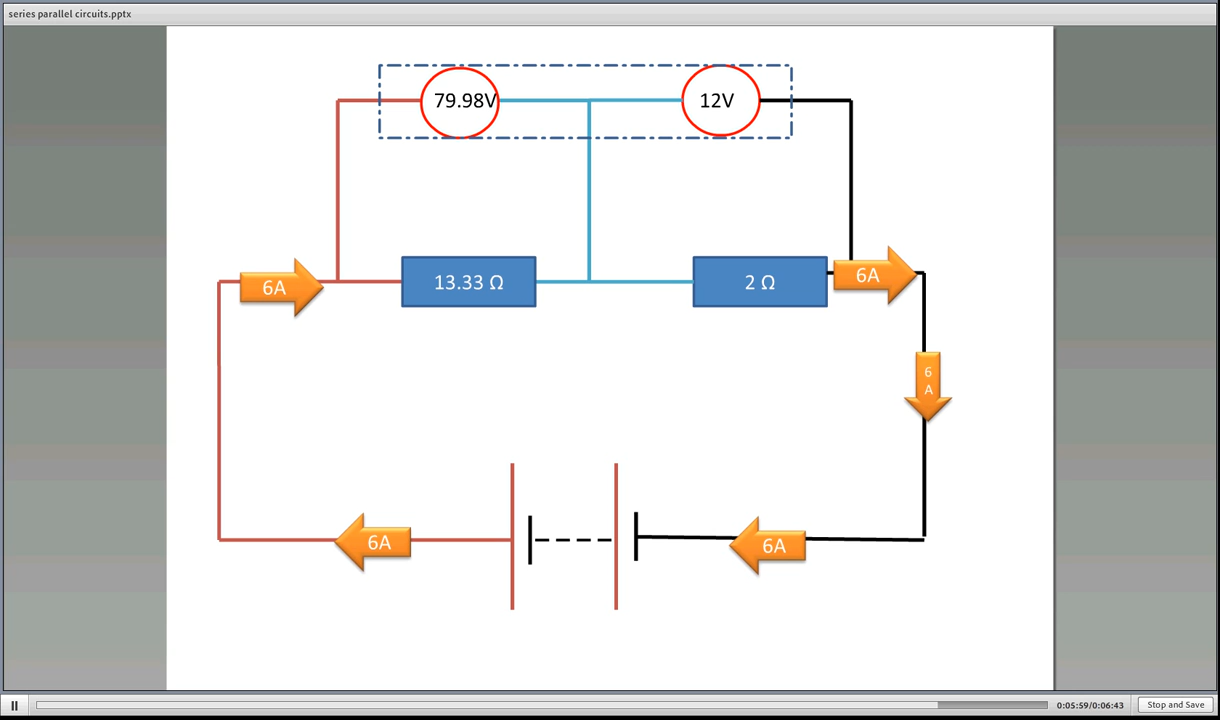 series parallel circuits.pptx
79.98V
12V
6A
13.33 Ω
2 Ω
6A
6
A
6A
6A
0:05:59/0:06:43
Stop and Save